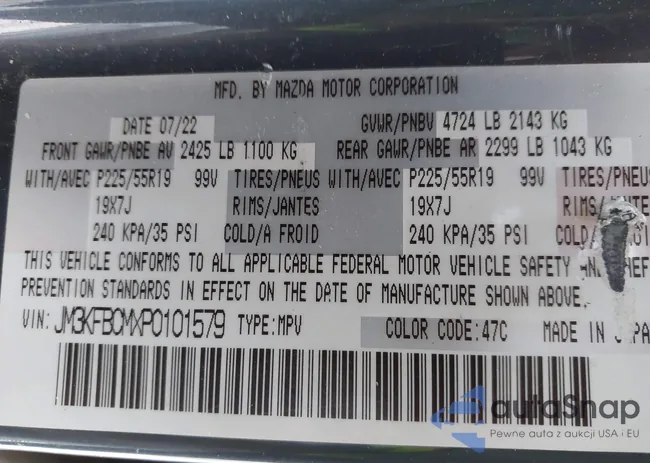 MFD. BY MAZDA MOTOR CORPORATION
DATE 07/22 GVWR/PNBV 4724 LB 2143 KG
FRONT GAWR/PNBE AV 2425 LB 1100 KG REAR GAWR/PNBE AR 2299 LB 1043 KG
WITH/AVEC P225/55R19 99V TIRES/PNEUS WITH/AVEC P225/55R19 99V TIRES/PNEUS
19X7J RIMS/JANTES 19X7J RIMS/
240 KPA/35 PSI COLD/A FROID 240 KPA/35 PSI COLD/A
THIS VEHICLE CONFORMS TO ALL APPLICABLE FEDERAL MOTOR VEHICLE SAFETY
PREVENTION STANDARDS IN EFFECT ON THE DATE OF MANUFACTURE SHOWN ABOVE.
VIN: JM3KFBCMXP0101579 TYPE:MPV COLOR CODE:47C MADE IN
autaSnap
Pewne auta z aukcji USA i EU